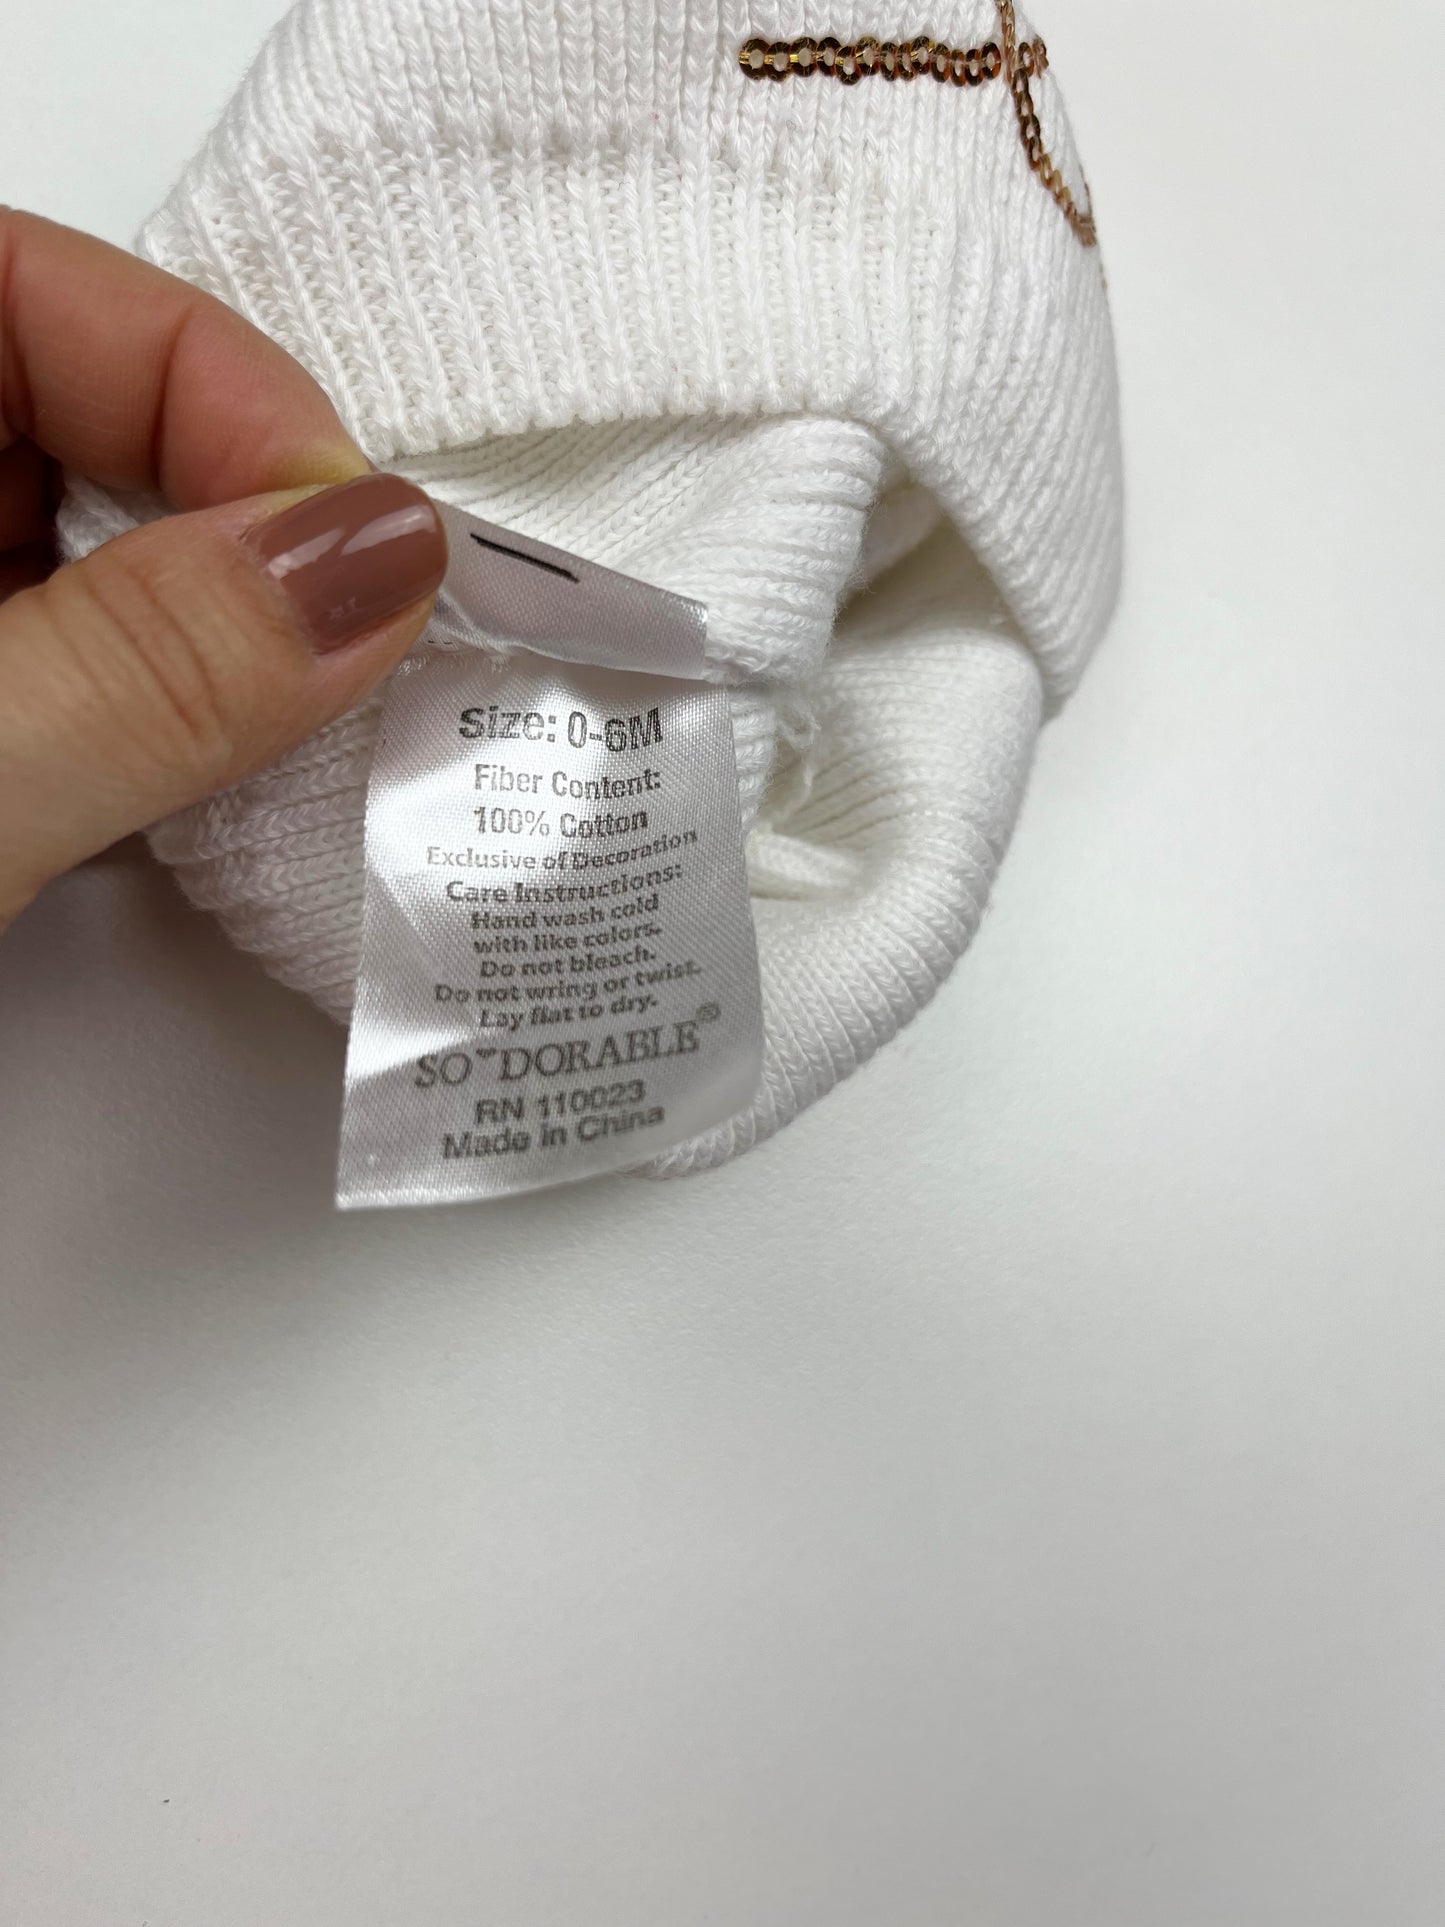 Size: 0-6M
Fiber Content:
100% Cotton
Exclusive of Decoration
Care Instructions:
Hand wash cold
with like colors.
Do not bleach.
Do not wring or twist.
Lay flat to dry.
SO♥DORABLE®
RN 110023
Made in China